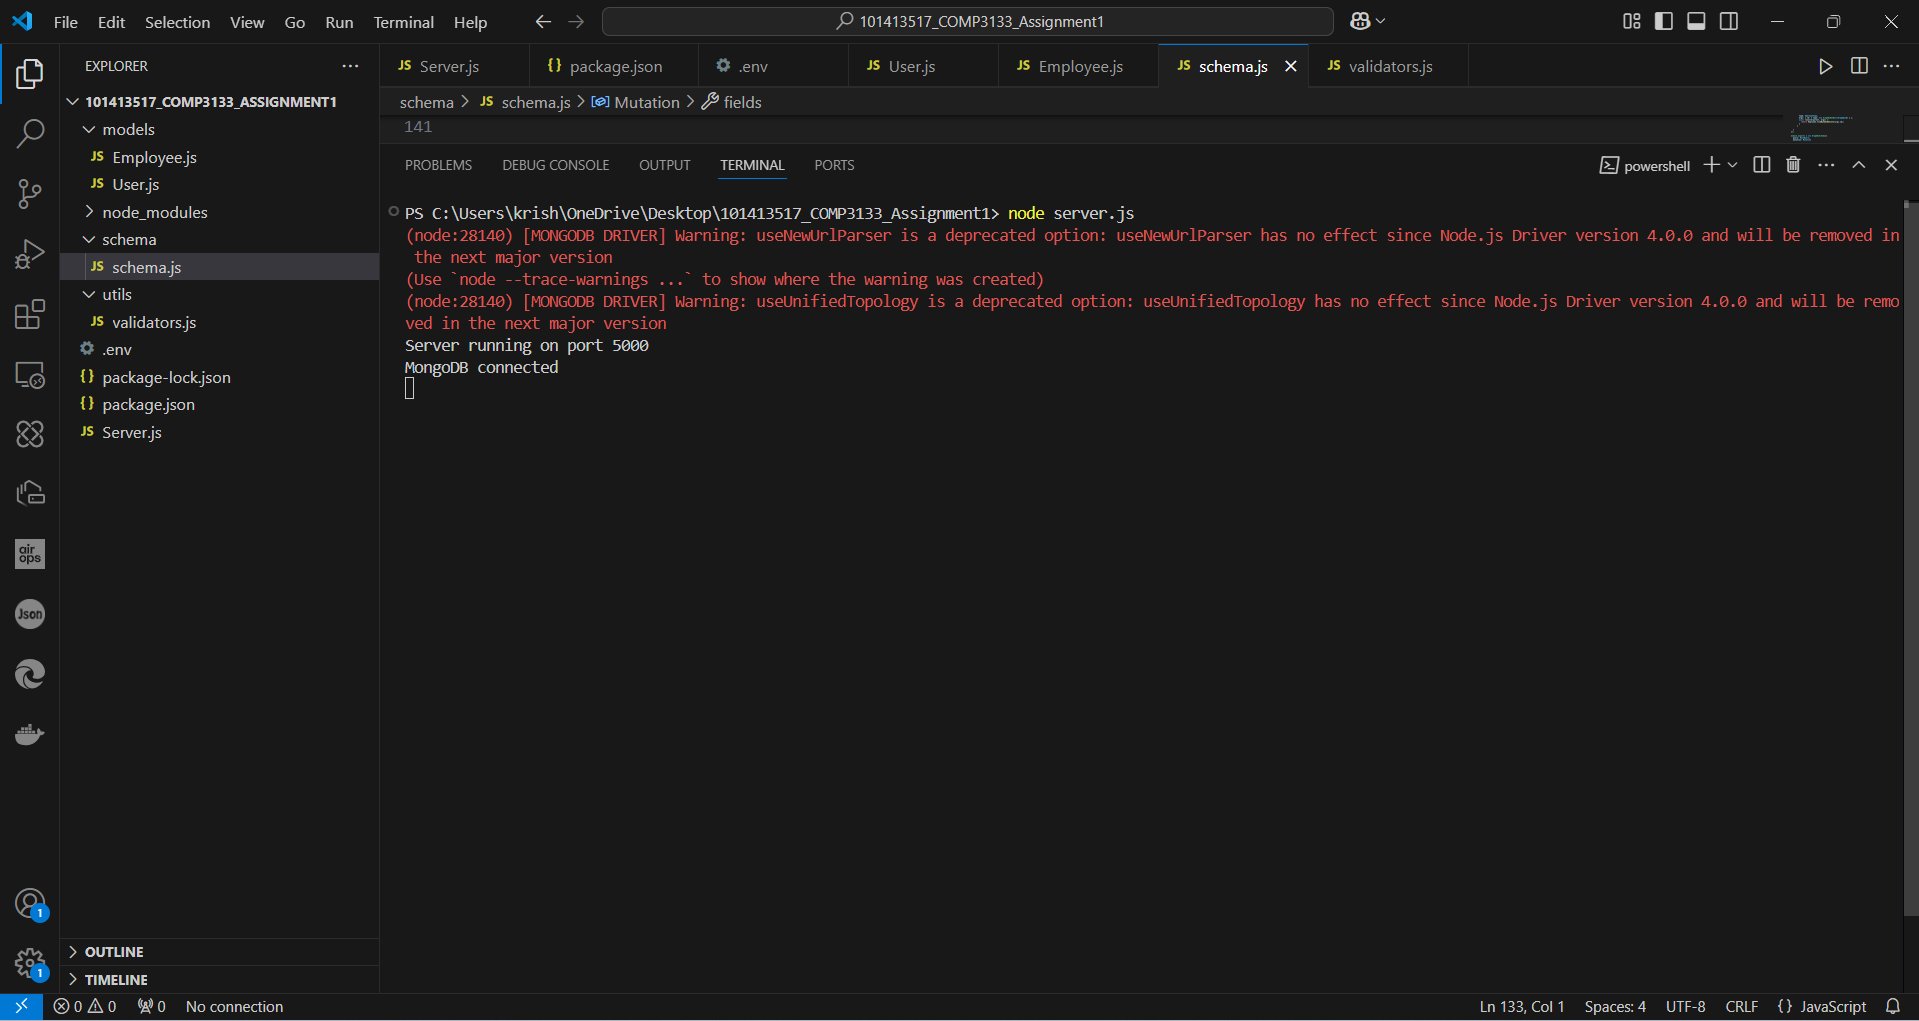 File Edit Selection View Go Run Terminal Help
101413517_COMP3133_Assignment1
EXPLORER
101413517_COMP3133_ASSIGNMENT1
models
JS Employee.js
JS User.js
node_modules
schema
JS schema.js
utils
JS validators.js
.env
{} package-lock.json
{} package.json
JS Server.js
OUTLINE
TIMELINE
air
ops
Json
1
1
JS Server.js {} package.json .env JS User.js JS Employee.js JS schema.js JS validators.js
schema > JS schema.js > Mutation > fields
141
PROBLEMS DEBUG CONSOLE OUTPUT TERMINAL PORTS
powershell
PS C:\Users\krish\OneDrive\Desktop\101413517_COMP3133_Assignment1> node server.js
(node:28140) [MONGODB DRIVER] Warning: useNewUrlParser is a deprecated option: useNewUrlParser has no effect since Node.js Driver version 4.0.0 and will be removed in
the next major version
(Use `node --trace-warnings ...` to show where the warning was created)
(node:28140) [MONGODB DRIVER] Warning: useUnifiedTopology is a deprecated option: useUnifiedTopology has no effect since Node.js Driver version 4.0.0 and will be remo
ved in the next major version
Server running on port 5000
MongoDB connected
0 0 0 No connection
Ln 133, Col 1 Spaces: 4 UTF-8 CRLF {} JavaScript